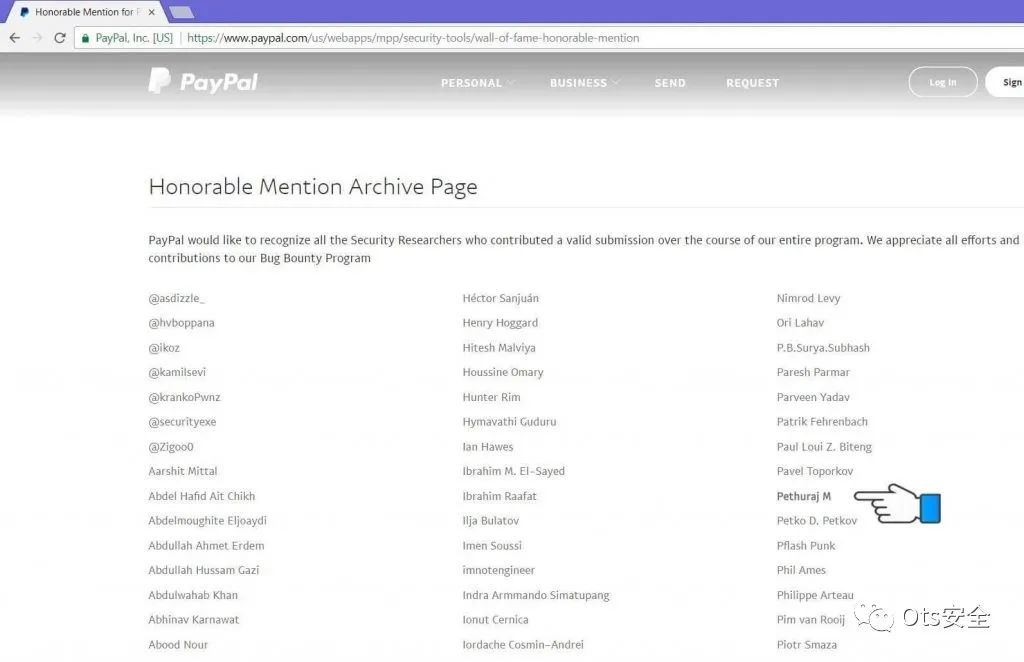 Honorable Mention for P
PayPal, Inc. [US] https://www.paypal.com/us/webapps/mpp/security-tools/wall-of-fame-honorable-mention
PayPal PERSONAL BUSINESS SEND REQUEST Log In Sign
Honorable Mention Archive Page
PayPal would like to recognize all the Security Researchers who contributed a valid submission over the course of our entire program. We appreciate all efforts and
contributions to our Bug Bounty Program
@asdizzle_
@hvboppana
@ikoz
@kamilsevi
@krankoPwnz
@securityexe
@Zigoo0
Aarshit Mittal
Abdel Hafid Ait Chikh
Abdelmoughite Eljoaydi
Abdullah Ahmet Erdem
Abdullah Hussam Gazi
Abdulwahab Khan
Abhinav Karnawat
Abood Nour
Héctor Sanjuán
Henry Hoggard
Hitesh Malviya
Houssine Omary
Hunter Rim
Hymavathi Guduru
Ian Hawes
Ibrahim M. El-Sayed
Ibrahim Raafat
Ilja Bulatov
Imen Soussi
imnotengineer
Indra Armmando Simatupang
Ionut Cernica
Iordache Cosmin-Andrei
Nimrod Levy
Ori Lahav
P.B.Surya.Subhash
Paresh Parmar
Parveen Yadav
Patrik Fehrenbach
Paul Loui Z. Biteng
Pavel Toporkov
Pethuraj M
Petko D. Petkov
Pflash Punk
Phil Ames
Philippe Arteau
Pim van Rooij
Piotr Smaza
Ots安全